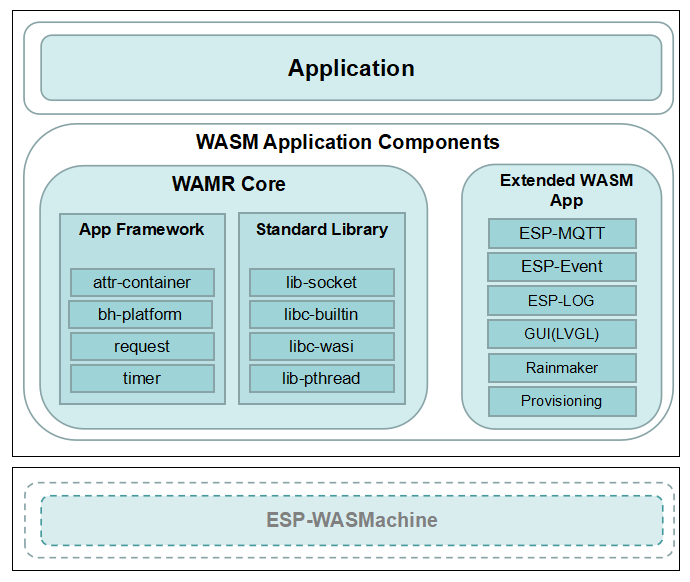 Application
WASM Application Components
WAMR Core
App Framework
attr-container
bh-platform
request
timer
Standard Library
lib-socket
libc-builtin
libc-wasi
lib-pthread
Extended WASM
App
ESP-MQTT
ESP-Event
ESP-LOG
GUI(LVGL)
Rainmaker
Provisioning
ESP-WASMachine